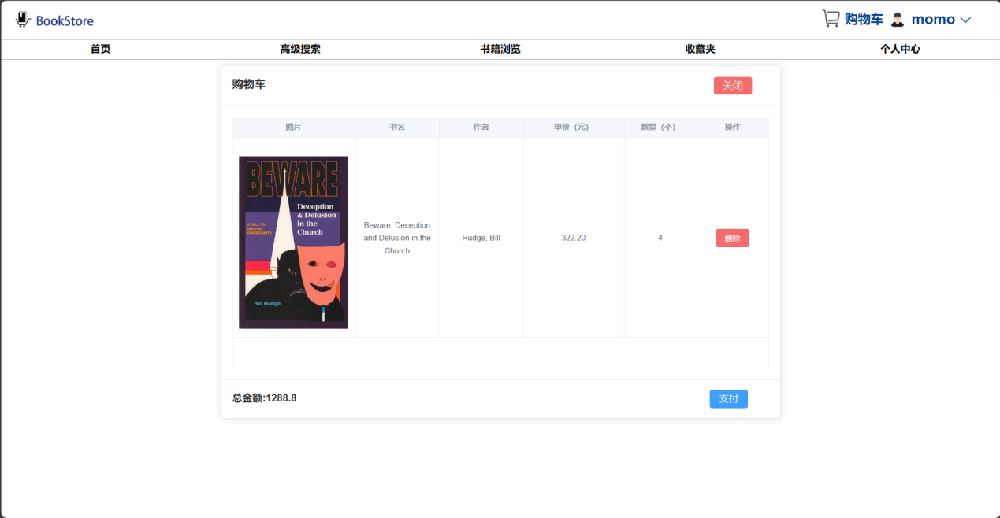 BookStore
购物车
momo
首页
高级搜索
书籍浏览
收藏夹
个人中心
购物车
关闭
图片
书名
作者
单价（元）
数量（个）
操作
BEWARE
Deception
& Delusion
in the
Church
A CALL TO
BIBLICAL
CHRISTIANITY
Bill Rudge
Beware. Deception
and Delusion in the
Church
Rudge, Bill
322.20
4
删除
总金额:1288.8
支付